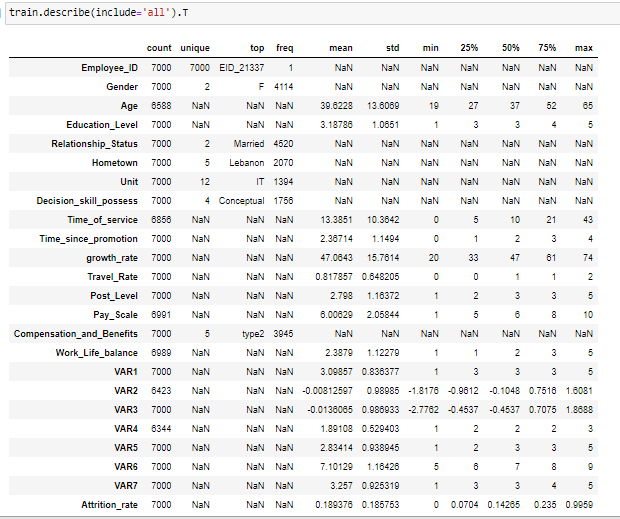 train.describe(include='all').T
count unique top freq mean std min 25% 50% 75% max
Employee_ID 7000 7000 EID_21337 1 NaN NaN NaN NaN NaN NaN NaN
Gender 7000 2 F 4114 NaN NaN NaN NaN NaN NaN NaN
Age 6588 NaN NaN NaN 39.6228 13.6069 19 27 37 52 65
Education_Level 7000 NaN NaN NaN 3.18786 1.0651 1 3 3 4 5
Relationship_Status 7000 2 Married 4520 NaN NaN NaN NaN NaN NaN NaN
Hometown 7000 5 Lebanon 2070 NaN NaN NaN NaN NaN NaN NaN
Unit 7000 12 IT 1394 NaN NaN NaN NaN NaN NaN NaN
Decision_skill_possess 7000 4 Conceptual 1756 NaN NaN NaN NaN NaN NaN NaN
Time_of_service 6856 NaN NaN NaN 13.3851 10.3642 0 5 10 21 43
Time_since_promotion 7000 NaN NaN NaN 2.36714 1.1494 0 1 2 3 4
growth_rate 7000 NaN NaN NaN 47.0643 15.7614 20 33 47 61 74
Travel_Rate 7000 NaN NaN NaN 0.817857 0.648205 0 0 1 1 2
Post_Level 7000 NaN NaN NaN 2.798 1.16372 1 2 3 3 5
Pay_Scale 6991 NaN NaN NaN 6.00629 2.05844 1 5 6 8 10
Compensation_and_Benefits 7000 5 type2 3945 NaN NaN NaN NaN NaN NaN NaN
Work_Life_balance 6989 NaN NaN NaN 2.3879 1.12279 1 1 2 3 5
VAR1 7000 NaN NaN NaN 3.09857 0.836377 1 3 3 3 5
VAR2 6423 NaN NaN NaN -0.00812597 0.98985 -1.8176 -0.9612 -0.1048 0.7516 1.6081
VAR3 7000 NaN NaN NaN -0.0136065 0.986933 -2.7762 -0.4537 -0.4537 0.7075 1.8688
VAR4 6344 NaN NaN NaN 1.89108 0.529403 1 2 2 2 3
VAR5 7000 NaN NaN NaN 2.83414 0.938945 1 2 3 3 5
VAR6 7000 NaN NaN NaN 7.10129 1.16426 5 6 7 8 9
VAR7 7000 NaN NaN NaN 3.257 0.925319 1 3 3 4 5
Attrition_rate 7000 NaN NaN NaN 0.189376 0.185753 0 0.0704 0.14265 0.235 0.9959